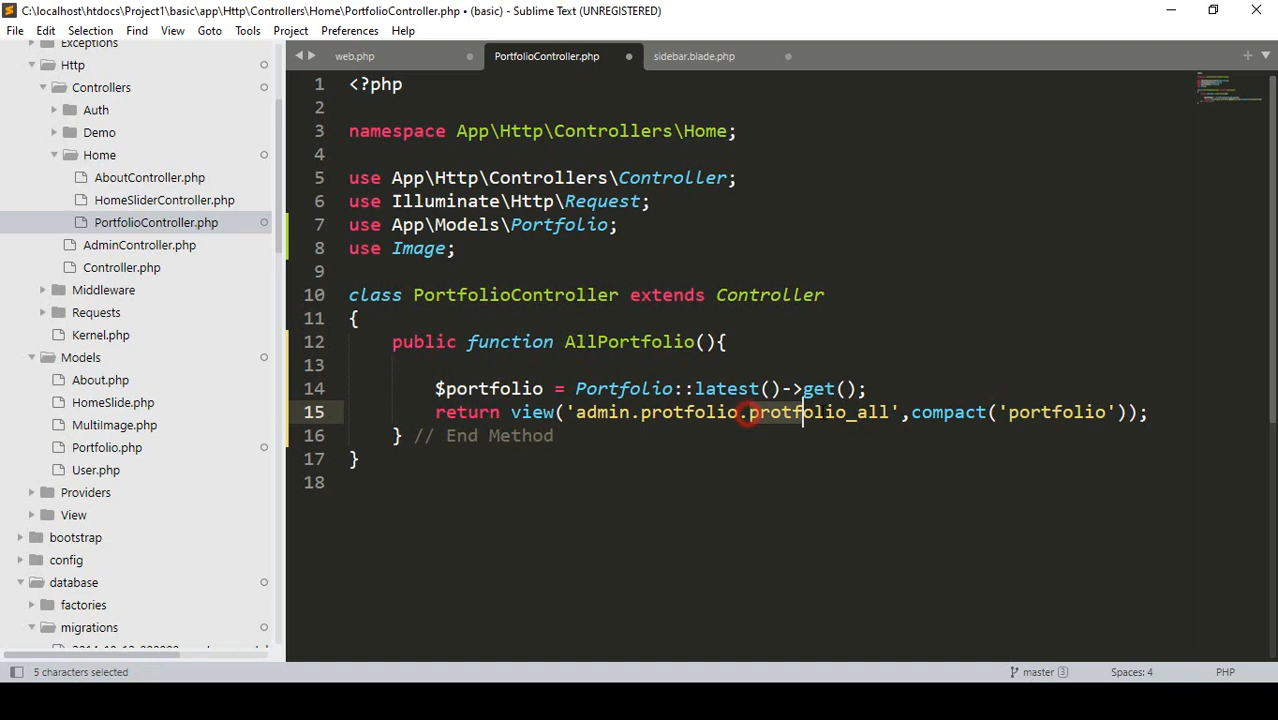 C:\localhost\htdocs\Project1\basic\app\Http\Controllers\Home\PortfolioController.php • (basic) - Sublime Text (UNREGISTERED)
File Edit Selection Find View Goto Tools Project Preferences Help
Exceptions
Http
Controllers
Auth
Demo
Home
AboutController.php
HomeSliderController.php
PortfolioController.php
AdminController.php
Controller.php
Middleware
Requests
Kernel.php
Models
About.php
HomeSlide.php
MultiImage.php
Portfolio.php
User.php
Providers
View
bootstrap
config
database
factories
migrations
web.php PortfolioController.php sidebar.blade.php
1 <?php
2
3 namespace App\Http\Controllers\Home;
4
5 use App\Http\Controllers\Controller;
6 use Illuminate\Http\Request;
7 use App\Models\Portfolio;
8 use Image;
9
10 class PortfolioController extends Controller
11 {
12 public function AllPortfolio(){
13
14 $portfolio = Portfolio::latest()->get();
15 return view('admin.protfolio.protfolio_all',compact('portfolio'));
16 } // End Method
17 }
18
5 characters selected master 3 Spaces: 4 PHP